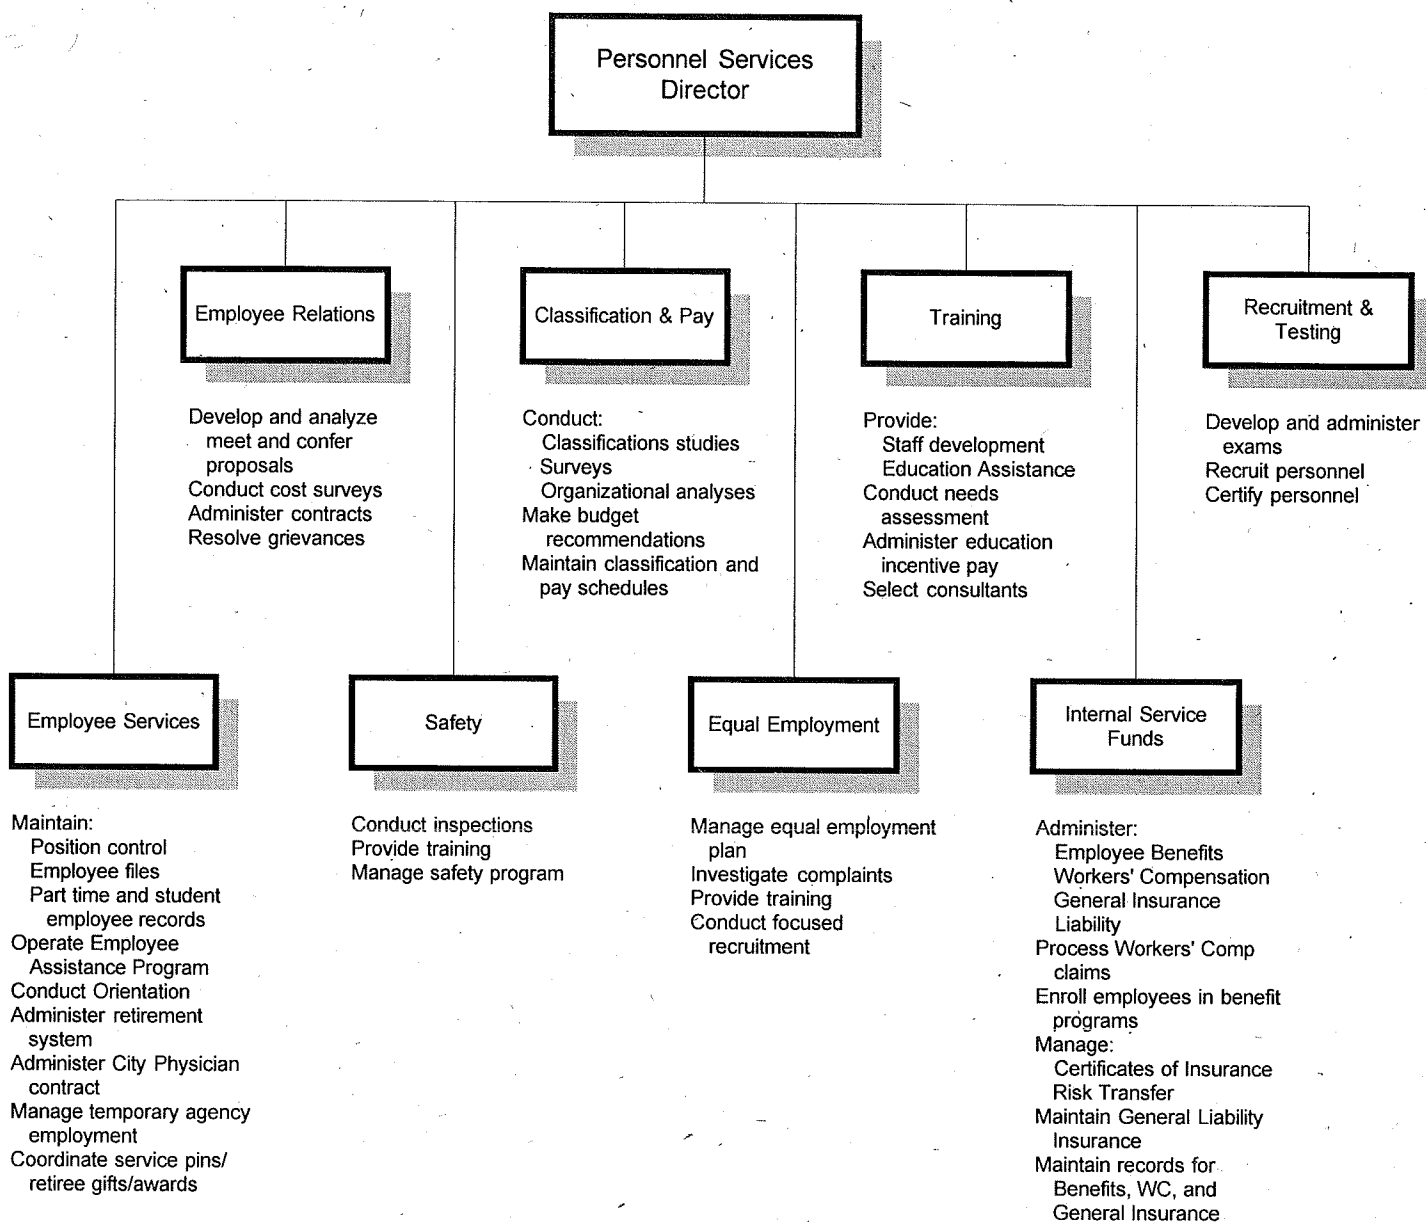 Personnel Services
Director
Employee Relations
Develop and analyze
meet and confer
proposals
Conduct cost surveys
Administer contracts
Resolve grievances
Classification & Pay
Conduct:
Classifications studies
Surveys
Organizational analyses
Make budget
recommendations
Maintain classification and
pay schedules
Training
Provide:
Staff development
Education Assistance
Conduct needs
assessment
Administer education
incentive pay
Select consultants
Recruitment &
Testing
Develop and administer
exams
Recruit personnel
Certify personnel
Employee Services
Maintain:
Position control
Employee files
Part time and student
employee records
Operate Employee
Assistance Program
Conduct Orientation
Administer retirement
system
Administer City Physician
contract
Manage temporary agency
employment
Coordinate service pins/
retiree gifts/awards
Safety
Conduct inspections
Provide training
Manage safety program
Equal Employment
Manage equal employment
plan
Investigate complaints
Provide training
Conduct focused
recruitment
Internal Service
Funds
Administer:
Employee Benefits
Workers' Compensation
General Insurance
Liability
Process Workers' Comp
claims
Enroll employees in benefit
programs
Manage:
Certificates of Insurance
Risk Transfer
Maintain General Liability
Insurance
Maintain records for
Benefits, WC, and
General Insurance